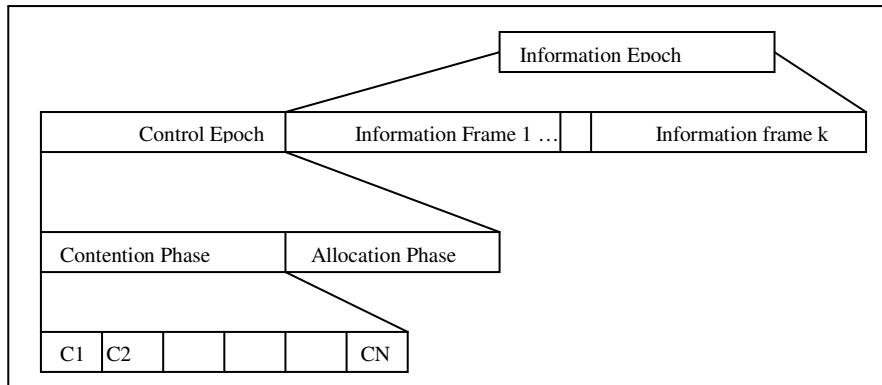 Information Epoch
Control Epoch Information Frame 1 … Information frame k
Contention Phase Allocation Phase
C1 C2 CN